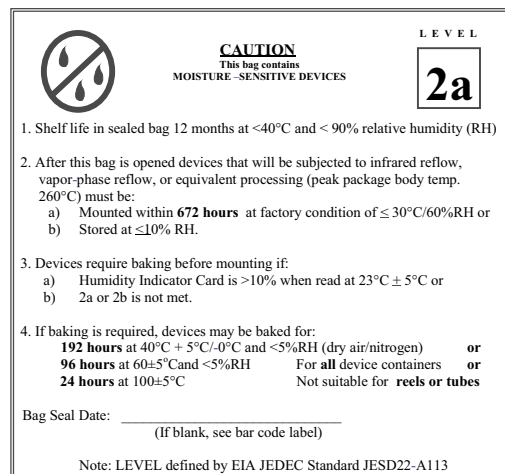 LEVEL
CAUTION
This bag contains
MOISTURE –SENSITIVE DEVICES
2a
1. Shelf life in sealed bag 12 months at <40°C and < 90% relative humidity (RH)
2. After this bag is opened devices that will be subjected to infrared reflow,
vapor-phase reflow, or equivalent processing (peak package body temp.
260°C) must be:
a) Mounted within 672 hours at factory condition of ≤ 30°C/60%RH or
b) Stored at ≤10% RH.
3. Devices require baking before mounting if:
a) Humidity Indicator Card is >10% when read at 23°C ± 5°C or
b) 2a or 2b is not met.
4. If baking is required, devices may be baked for:
192 hours at 40°C + 5°C/-0°C and <5%RH (dry air/nitrogen) or
96 hours at 60±5°Cand <5%RH For all device containers or
24 hours at 100±5°C Not suitable for reels or tubes
Bag Seal Date: ____________________
(If blank, see bar code label)
Note: LEVEL defined by EIA JEDEC Standard JESD22-A113